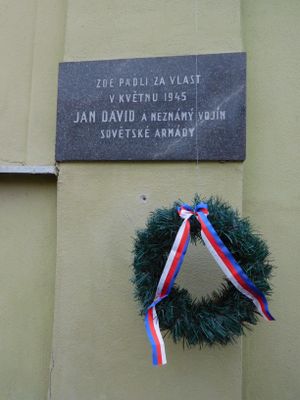 ZDE PADLI ZA VLAST
V KVĚTNU 1945
JAN DAVID A NEZNÁMÝ VOJÍN
SOVĚTSKÉ ARMÁDY